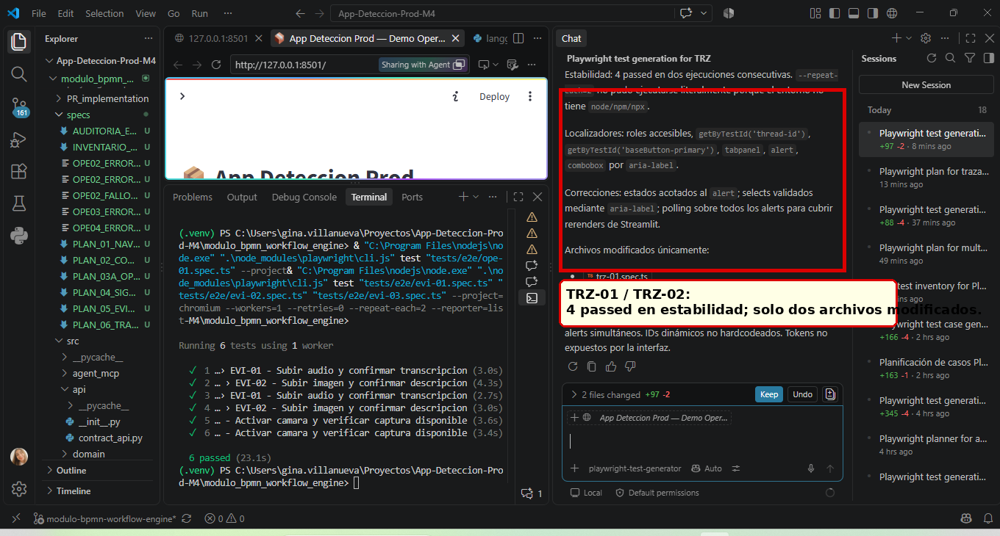 File Edit Selection View Go Run ···
App-Deteccion-Prod-M4
Explorer
App-Deteccion-Prod-M4
modulo_bpmn_...
PR_implementation
specs
AUDITORIA_E... U
INVENTARIO_... U
OPE02_ERROR... U
OPE02_ERROR... U
OPE02_FALLO... U
OPE03_ERROR... U
OPE04_ERROR... U
PLAN_01_NAV... U
PLAN_02_CO... U
PLAN_03A_OP... U
PLAN_04_SIG... U
PLAN_05_EVI... U
PLAN_06_TRA... U
src
__pycache__
agent_mcp
api
__pycache__
__init__.py
contract_api.py
domain
Outline
Timeline
161
127.0.0.1:8501
App Deteccion Prod — Demo Oper...
http://127.0.0.1:8501/
Sharing with Agent
Deploy
App Deteccion Prod
Problems Output Debug Console Terminal Ports
(.venv) PS C:\Users\gina.villanueva\Proyectos\App-Deteccion-Pro
d-M4\modulo_bpmn_workflow_engine> & "C:\Program Files\nodejs\no
de.exe" ".\node_modules\playwright\cli.js" test "tests/e2e/ope-
01.spec.ts" --project& "C:\Program Files\nodejs\node.exe" ".\no
de_modules\playwright\cli.js" test "tests/e2e/evi-01.spec.ts" "
tests/e2e/evi-02.spec.ts" "tests/e2e/evi-03.spec.ts" --project=
chromium --workers=1 --retries=0 --repeat-each=2 --reporter=lis
t-M4\modulo_bpmn_workflow_engine>
Running 6 tests using 1 worker
✓ 1 …› EVI-01 - Subir audio y confirmar transcripcion (3.0s)
✓ 2 … › EVI-02 - Subir imagen y confirmar descripcion (4.3s)
✓ 3 …› EVI-01 - Subir audio y confirmar transcripcion (2.7s)
✓ 4 … › EVI-02 - Subir imagen y confirmar descripcion (3.0s)
✓ 5 … - Activar camara y verificar captura disponible (3.6s)
✓ 6 … - Activar camara y verificar captura disponible (3.4s)
6 passed (23.1s)
(.venv) PS C:\Users\gina.villanueva\Proyectos\App-Deteccion-Pro
d-M4\modulo_bpmn_workflow_engine>
1
Chat
Playwright test generation for TRZ
Estabilidad: 4 passed en dos ejecuciones consecutivas. --repeat-
each=2 no pudo ejecutarse literalmente porque el entorno no
tiene node/npm/npx.
Localizadores: roles accesibles, getByTestId('thread-id'),
getByTestId('baseButton-primary'), tabpanel, alert,
combobox por aria-label.
Correcciones: estados acotados al alert; selects validados
mediante aria-label; polling sobre todos los alerts para cubrir
rerenders de Streamlit.
Archivos modificados únicamente:
trz-01.spec.ts
TRZ-01 / TRZ-02:
4 passed en estabilidad; solo dos archivos modificados.
alerts simultáneos. IDs dinámicos no hardcodeados. Tokens no
expuestos por la interfaz.
2 files changed +97 -2 Keep Undo
App Deteccion Prod — Demo Oper...
playwright-test-generator Auto
Local Default permissions
Sessions
New Session
Today 18
Playwright test generati...
+97 -2 · 8 mins ago
Playwright plan for traza...
13 mins ago
Playwright test generati...
+88 -4 · 37 mins ago
Playwright plan for mult...
49 mins ago
test inventory for Pl...
ns ago
ywright test case gen...
+166 -4 · 2 hrs ago
Planificación de casos Pl...
+163 -1 · 2 hrs ago
Playwright test generati...
+345 -4 · 4 hrs ago
Playwright planner for a...
4 hrs ago
Playwright test generati...
modulo-bpmn-workflow-engine* 0 0